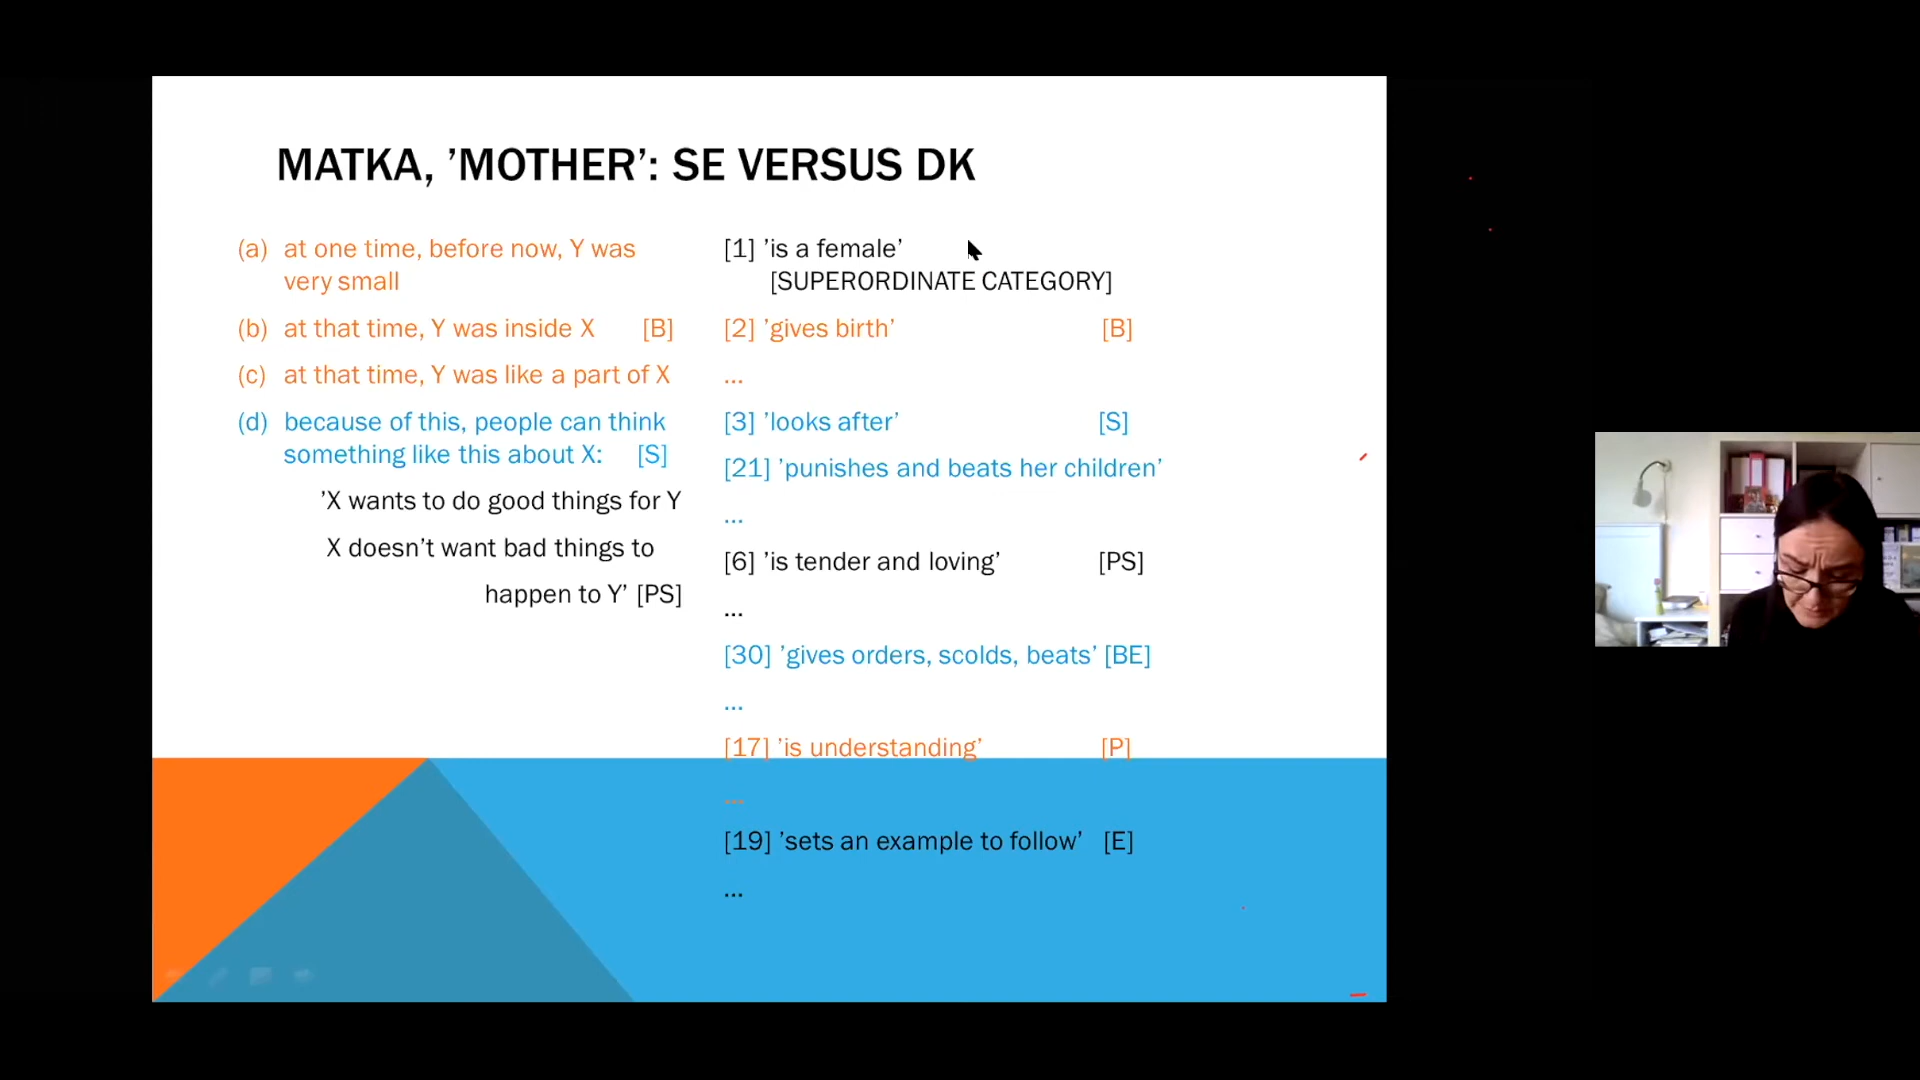 MATKA, ’MOTHER’: SE VERSUS DK
(a) at one time, before now, Y was
very small
(b) at that time, Y was inside X [B]
(c) at that time, Y was like a part of X
(d) because of this, people can think
something like this about X: [S]
’X wants to do good things for Y
X doesn’t want bad things to
happen to Y’ [PS]
[1] ’is a female’
[SUPERORDINATE CATEGORY]
[2] ’gives birth’ [B]
...
[3] ’looks after’ [S]
[21] ’punishes and beats her children’
...
[6] ’is tender and loving’ [PS]
...
[30] ’gives orders, scolds, beats’ [BE]
...
[17] ’is understanding’ [P]
...
[19] ’sets an example to follow’ [E]
...